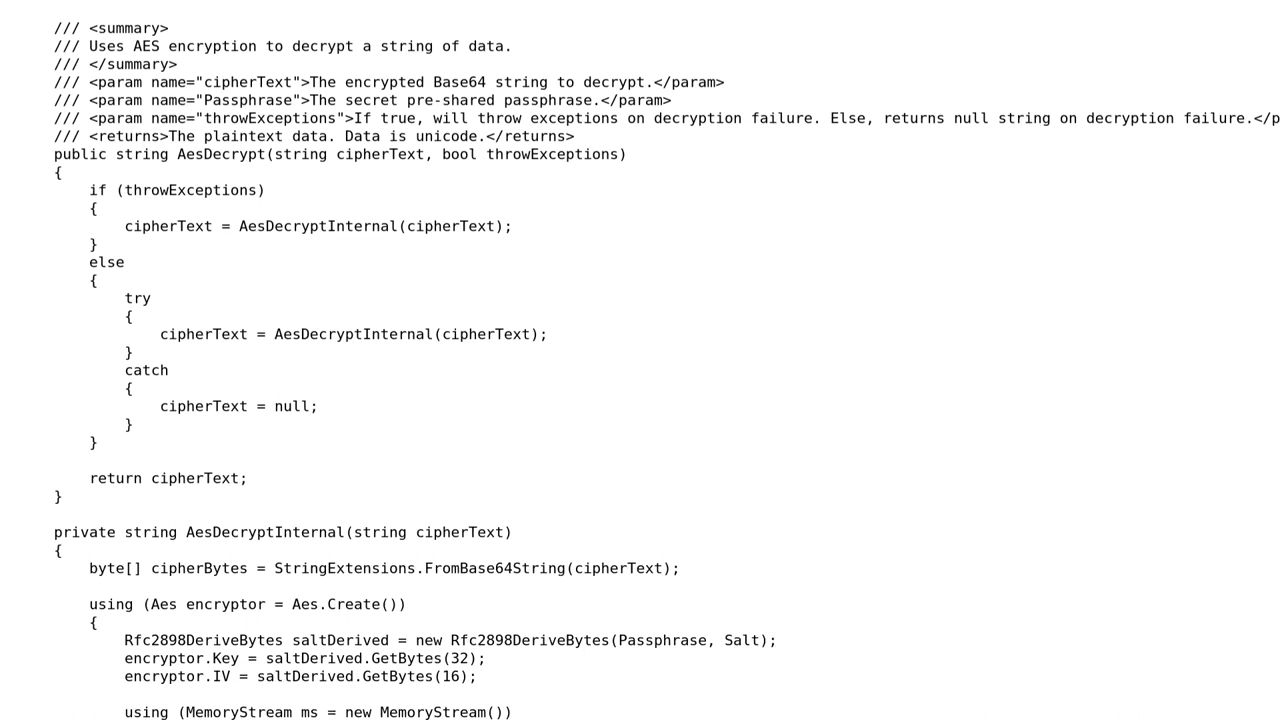 /// <summary>
/// Uses AES encryption to decrypt a string of data.
/// </summary>
/// <param name="cipherText">The encrypted Base64 string to decrypt.</param>
/// <param name="Passphrase">The secret pre-shared passphrase.</param>
/// <param name="throwExceptions">If true, will throw exceptions on decryption failure. Else, returns null string on decryption failure.</p
/// <returns>The plaintext data. Data is unicode.</returns>
public string AesDecrypt(string cipherText, bool throwExceptions)
{
    if (throwExceptions)
    {
        cipherText = AesDecryptInternal(cipherText);
    }
    else
    {
        try
        {
            cipherText = AesDecryptInternal(cipherText);
        }
        catch
        {
            cipherText = null;
        }
    }

    return cipherText;
}

private string AesDecryptInternal(string cipherText)
{
    byte[] cipherBytes = StringExtensions.FromBase64String(cipherText);

    using (Aes encryptor = Aes.Create())
    {
        Rfc2898DeriveBytes saltDerived = new Rfc2898DeriveBytes(Passphrase, Salt);
        encryptor.Key = saltDerived.GetBytes(32);
        encryptor.IV = saltDerived.GetBytes(16);

        using (MemoryStream ms = new MemoryStream())